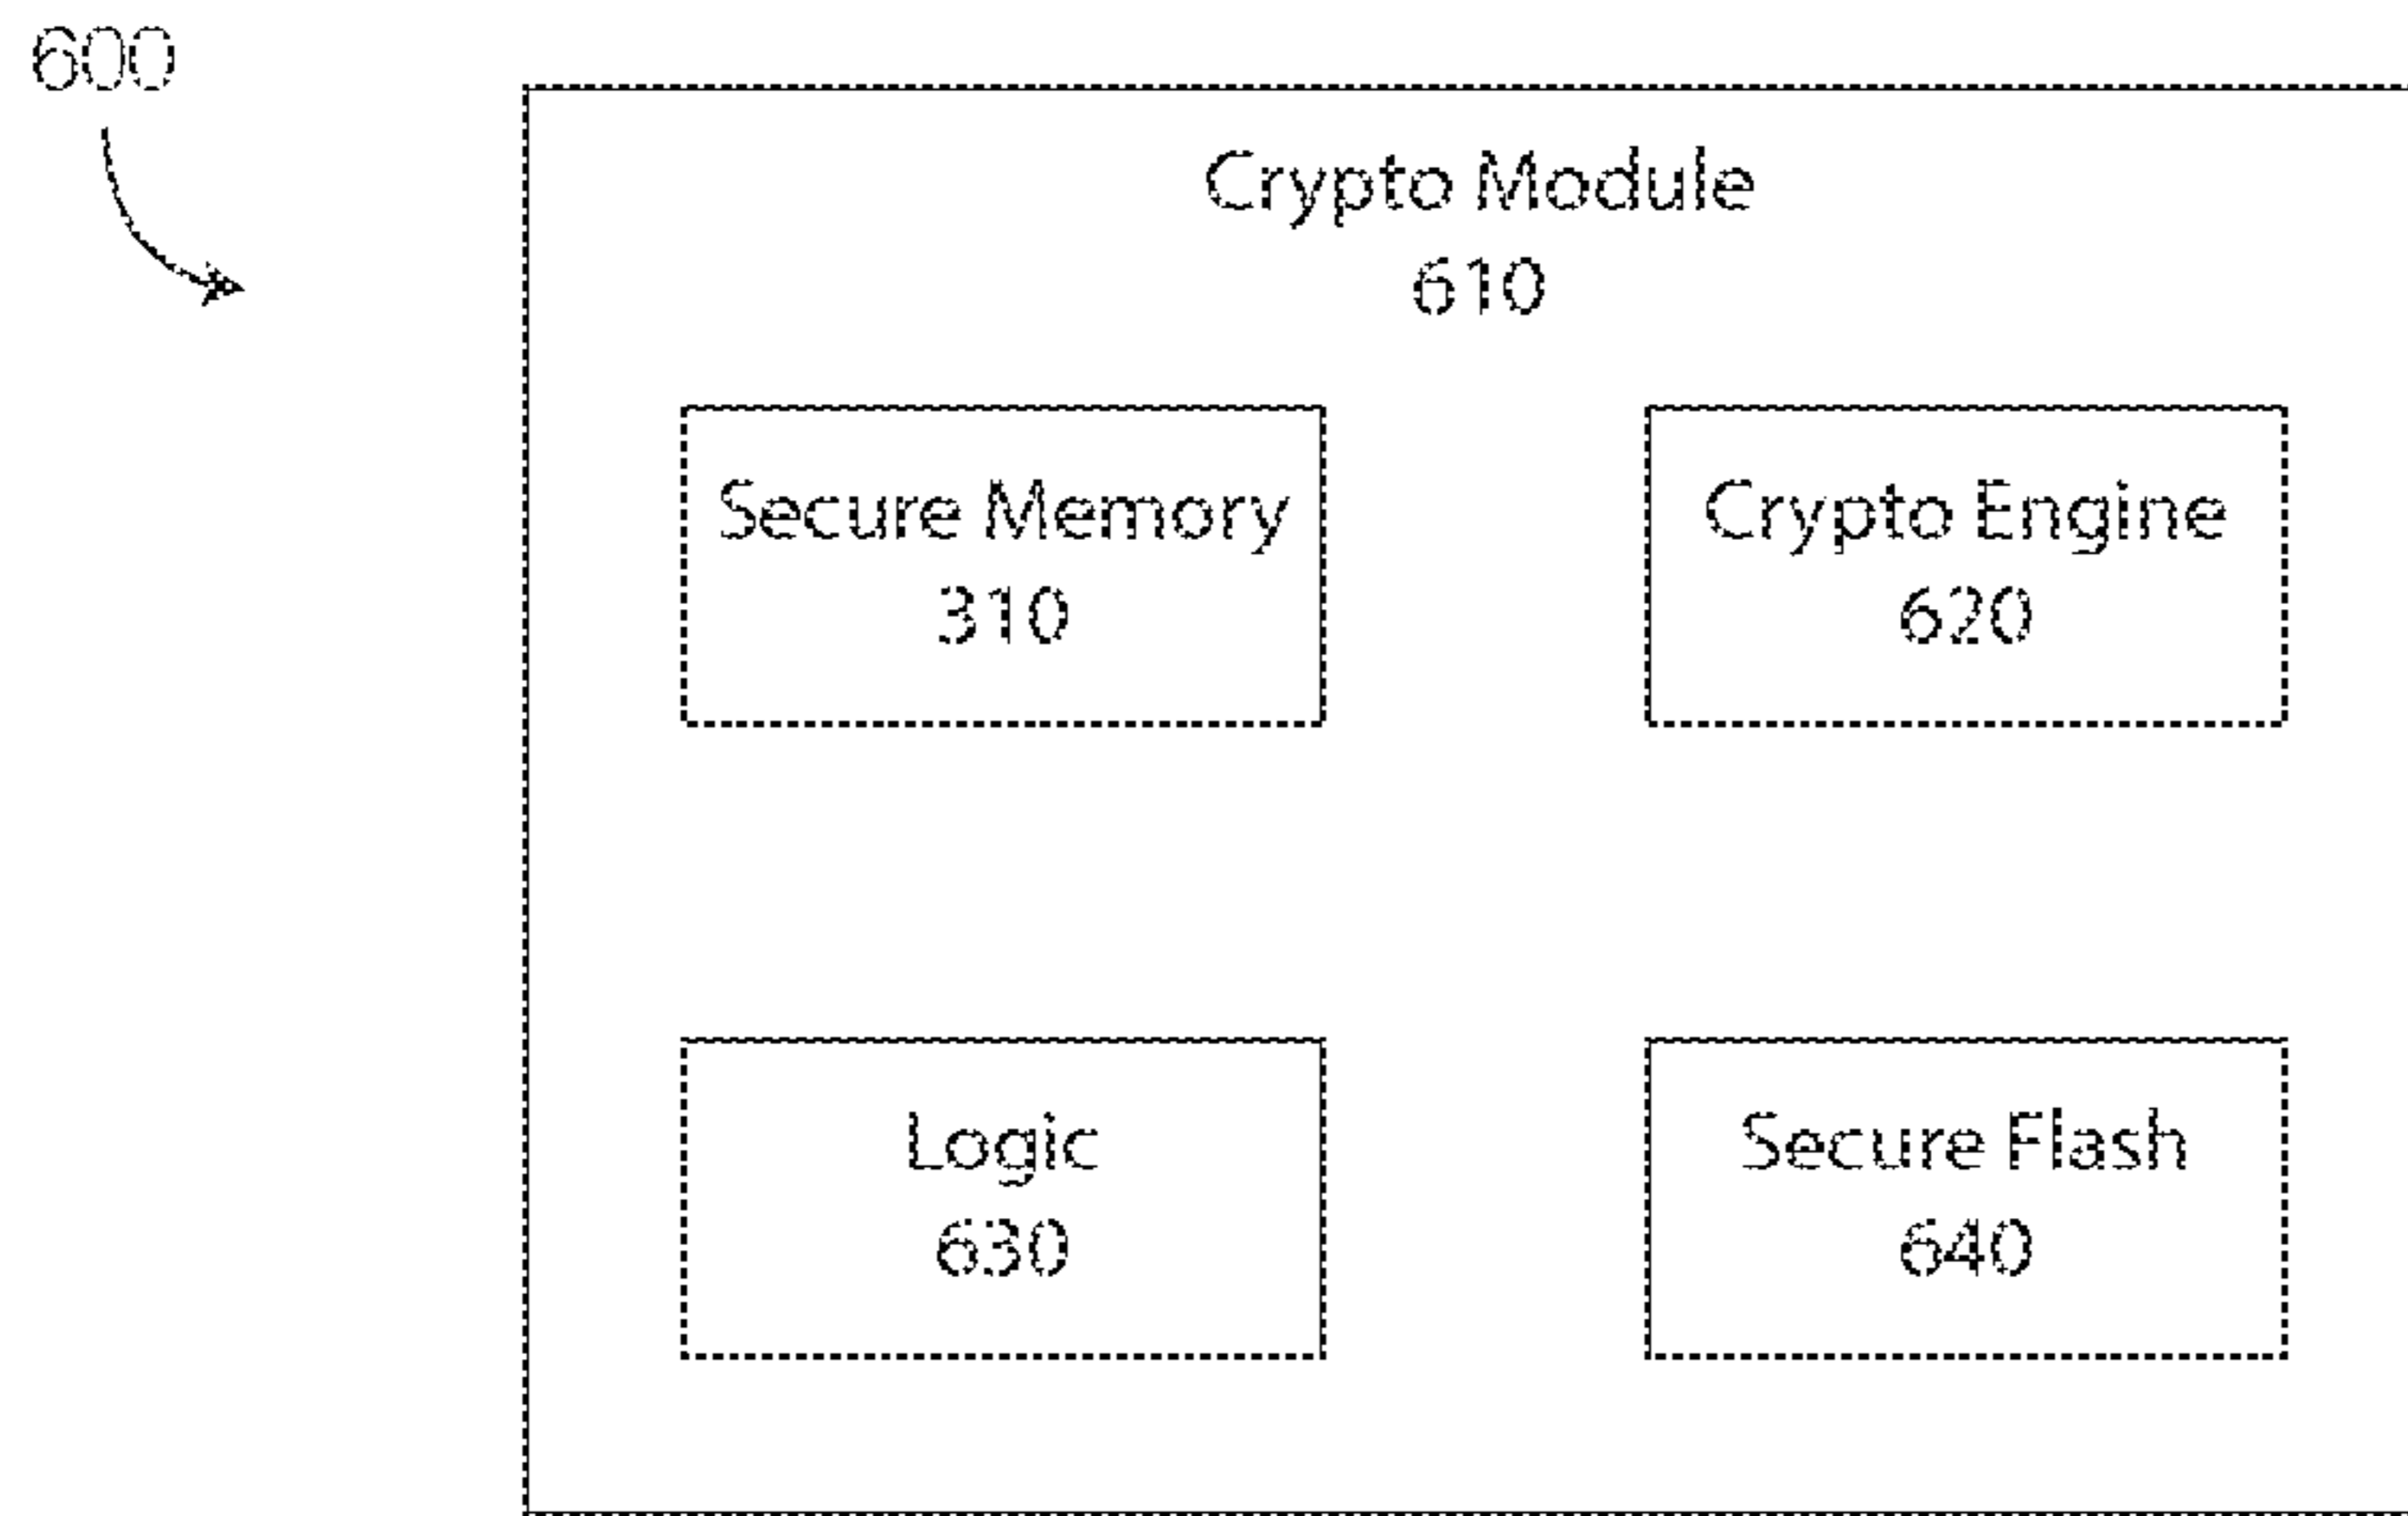 600
Crypto Module
610
Secure Memory
310
Crypto Engine
620
Logic
630
Secure Flash
640